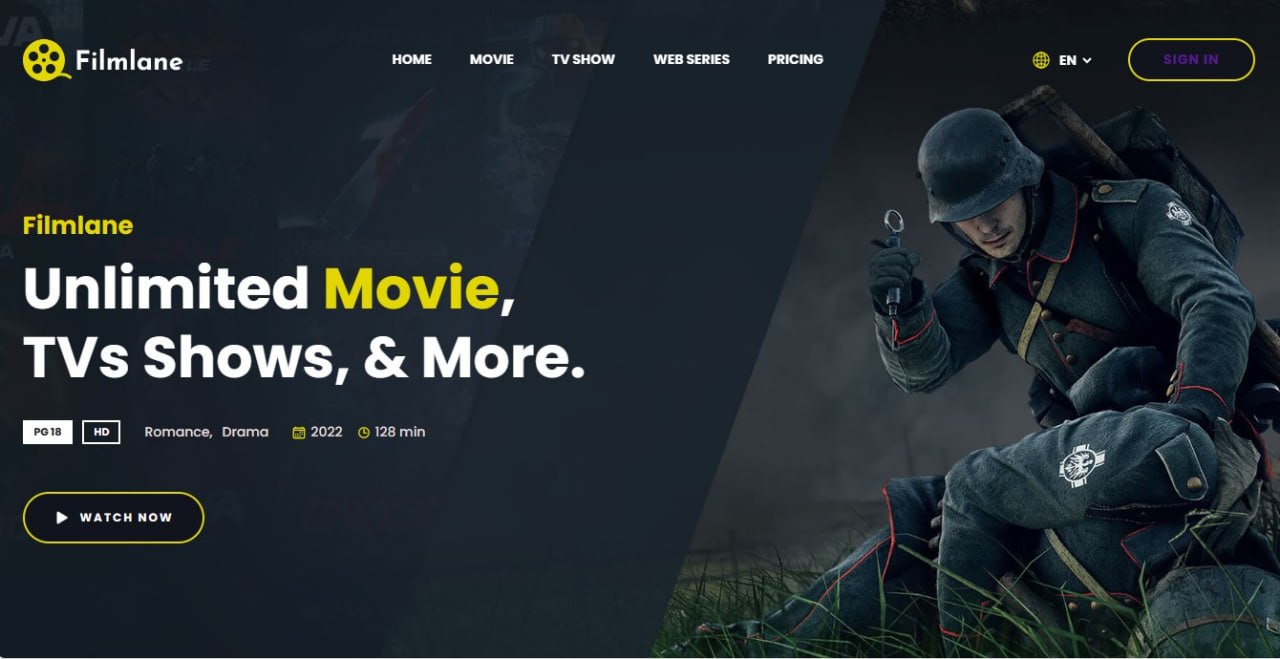 Filmlane
HOME MOVIE TV SHOW WEB SERIES PRICING
EN
SIGN IN
Filmlane
Unlimited Movie,
TVs Shows, & More.
PG 18 HD Romance, Drama 2022 128 min
WATCH NOW